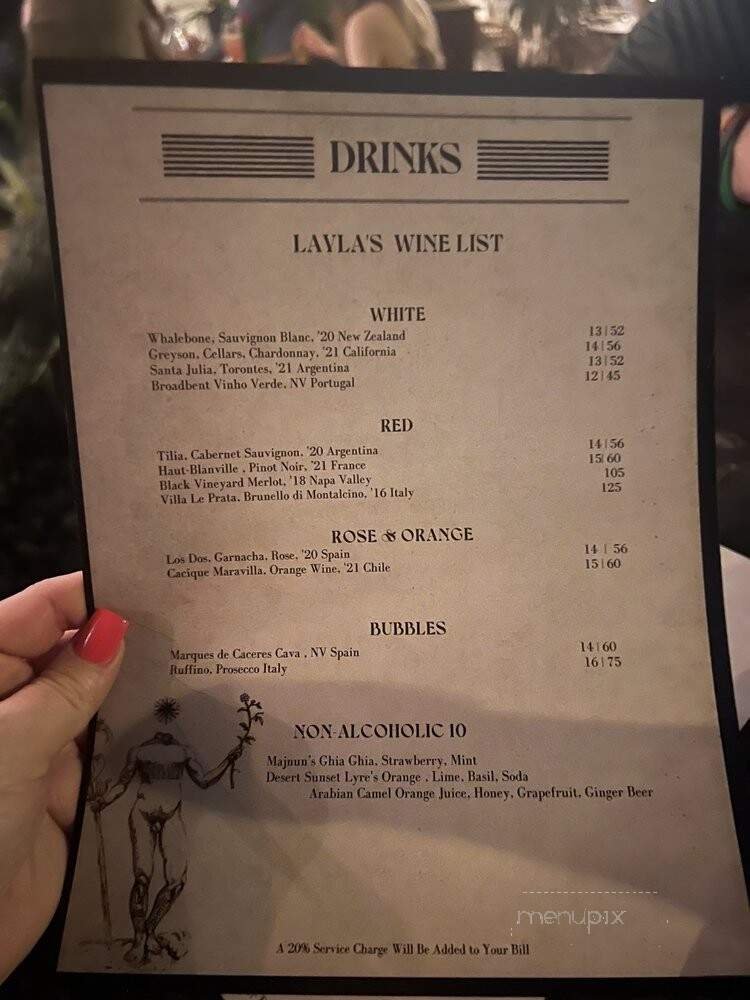 DRINKS
LAYLA'S WINE LIST
WHITE
Whalebone, Sauvignon Blanc, '20 New Zealand 13|52
Greyson, Cellars, Chardonnay, '21 California 14|56
Santa Julia, Torontes, '21 Argentina 13|52
Broadbent Vinho Verde, NV Portugal 12|45
RED
Tilia, Cabernet Sauvignon, '20 Argentina 14|56
Haut-Blanville , Pinot Noir, '21 France 15|60
Black Vineyard Merlot, '18 Napa Valley 105
Villa Le Prata, Brunello di Montalcino, '16 Italy 125
ROSE & ORANGE
Los Dos, Garnacha, Rose, '20 Spain 14 | 56
Cacique Maravilla, Orange Wine, '21 Chile 15|60
BUBBLES
Marques de Caceres Cava , NV Spain 14|60
Ruffino, Prosecco Italy 16|75
NON-ALCOHOLIC 10
Majnun's Ghia Ghia, Strawberry, Mint
Desert Sunset Lyre's Orange , Lime, Basil, Soda
Arabian Camel Orange Juice, Honey, Grapefruit, Ginger Beer
menupix
A 20% Service Charge Will Be Added to Your Bill